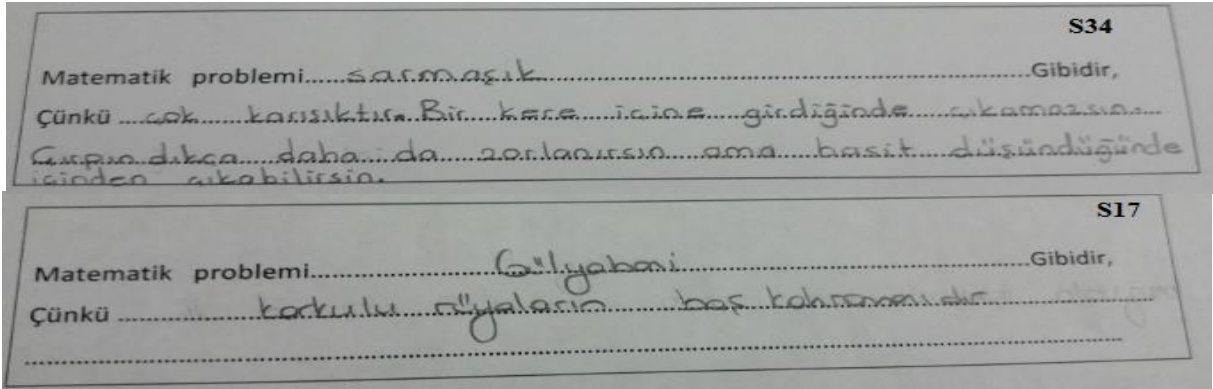 S34
Matematik problemi......sarmaşık......Gibidir,
Çünkü ....çok karışıktır. Bir kere içine girdiğinde çıkamazsın.
Çırpındıkça daha da zorlanırsın ama basit düşündüğünde
içinden çıkabilirsin.
S17
Matematik problemi......Gulyabani......Gibidir,
Çünkü ......korkulu rüyaların baş kahramanıdır